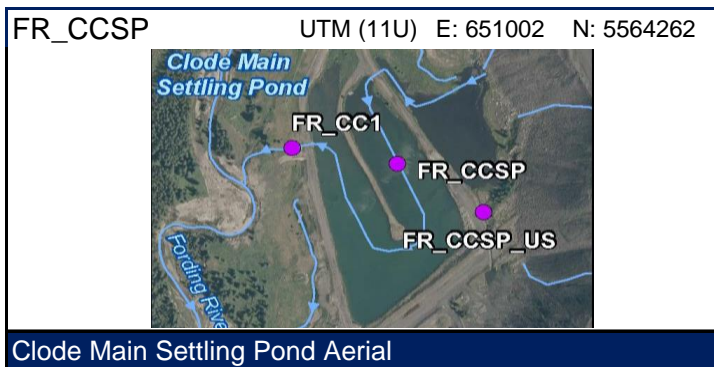 FR_CCSP UTM (11U) E: 651002 N: 5564262
Clode Main
Settling Pond
FR_CC1
FR_CCSP
FR_CCSP_US
Fording River
Clode Main Settling Pond Aerial